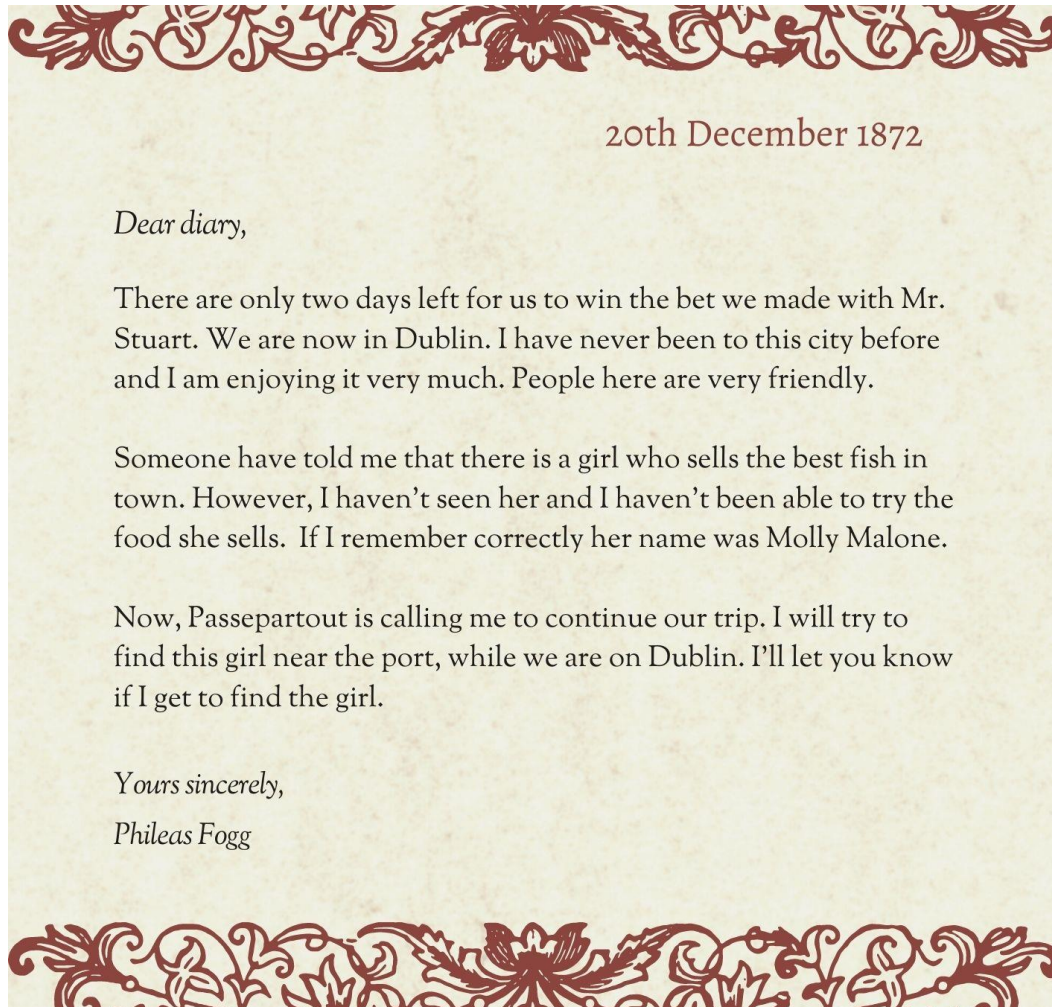 20th December 1872
Dear diary,
There are only two days left for us to win the bet we made with Mr.
Stuart. We are now in Dublin. I have never been to this city before
and I am enjoying it very much. People here are very friendly.
Someone have told me that there is a girl who sells the best fish in
town. However, I haven't seen her and I haven't been able to try the
food she sells. If I remember correctly her name was Molly Malone.
Now, Passepartout is calling me to continue our trip. I will try to
find this girl near the port, while we are on Dublin. I'll let you know
if I get to find the girl.
Yours sincerely,
Phileas Fogg